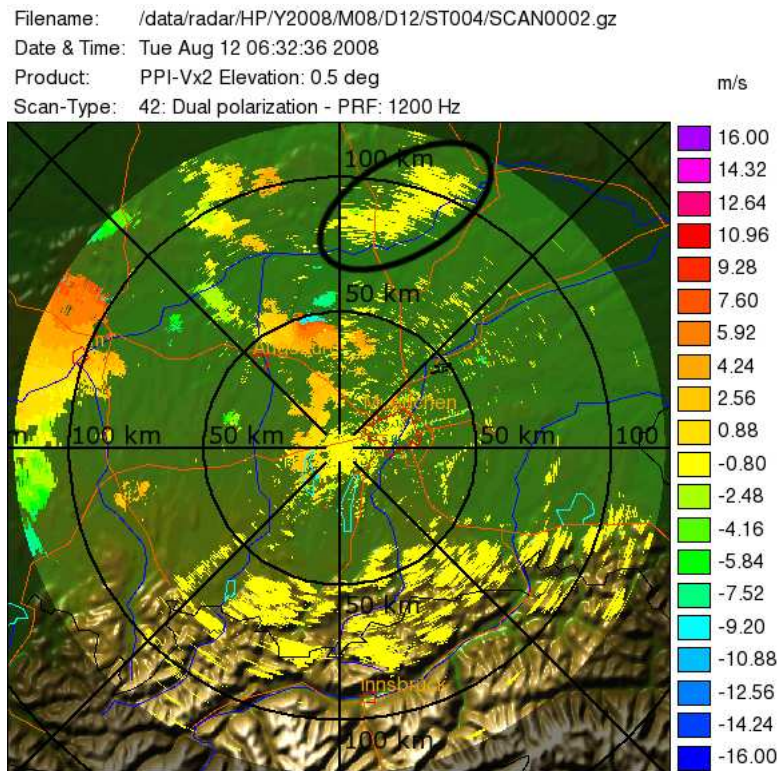 Filename: /data/radar/HP/Y2008/M08/D12/ST004/SCAN0002.gz
Date & Time: Tue Aug 12 06:32:36 2008
Product: PPI-Vx2 Elevation: 0.5 deg
Scan-Type: 42: Dual polarization - PRF: 1200 Hz
m/s
16.00
14.32
12.64
10.96
9.28
7.60
5.92
4.24
2.56
0.88
-0.80
-2.48
-4.16
-5.84
-7.52
-9.20
-10.88
-12.56
-14.24
-16.00
100 km
50 km
m 100 km 50 km 50 km 100
50 km
Innsbruck
100 km